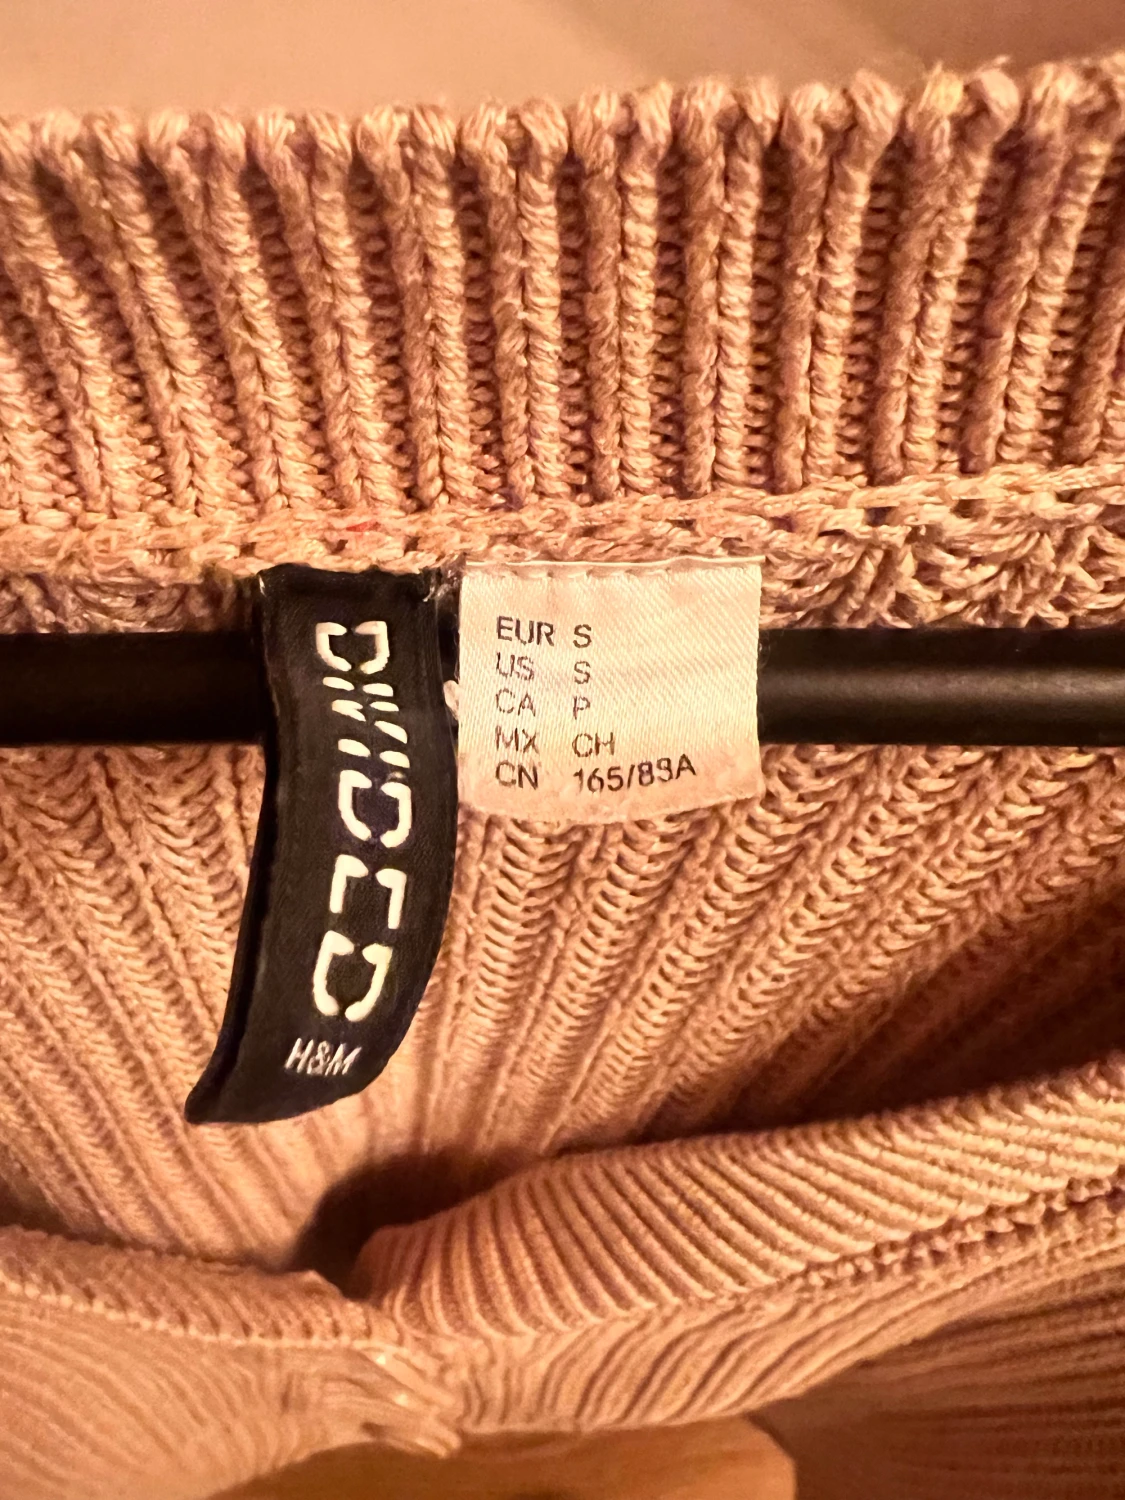 DIVIDED
H&M
EUR S
US S
CA P
MX CH
CN 165/88A